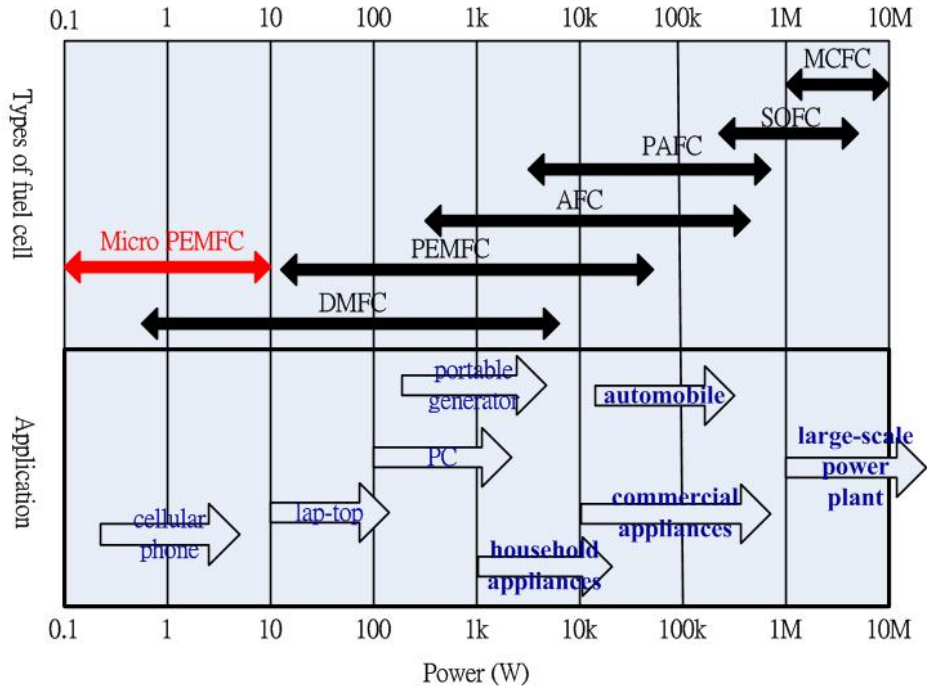 0.1 1 10 100 1k 10k 100k 1M 10M
Types of fuel cell
MCFC
SOFC
PAFC
AFC
Micro PEMFC
PEMFC
DMFC
Application
portable
generator
automobile
PC
large-scale
power
plant
cellular
phone
lap-top
commercial
appliances
household
appliances
0.1 1 10 100 1k 10k 100k 1M 10M
Power (W)